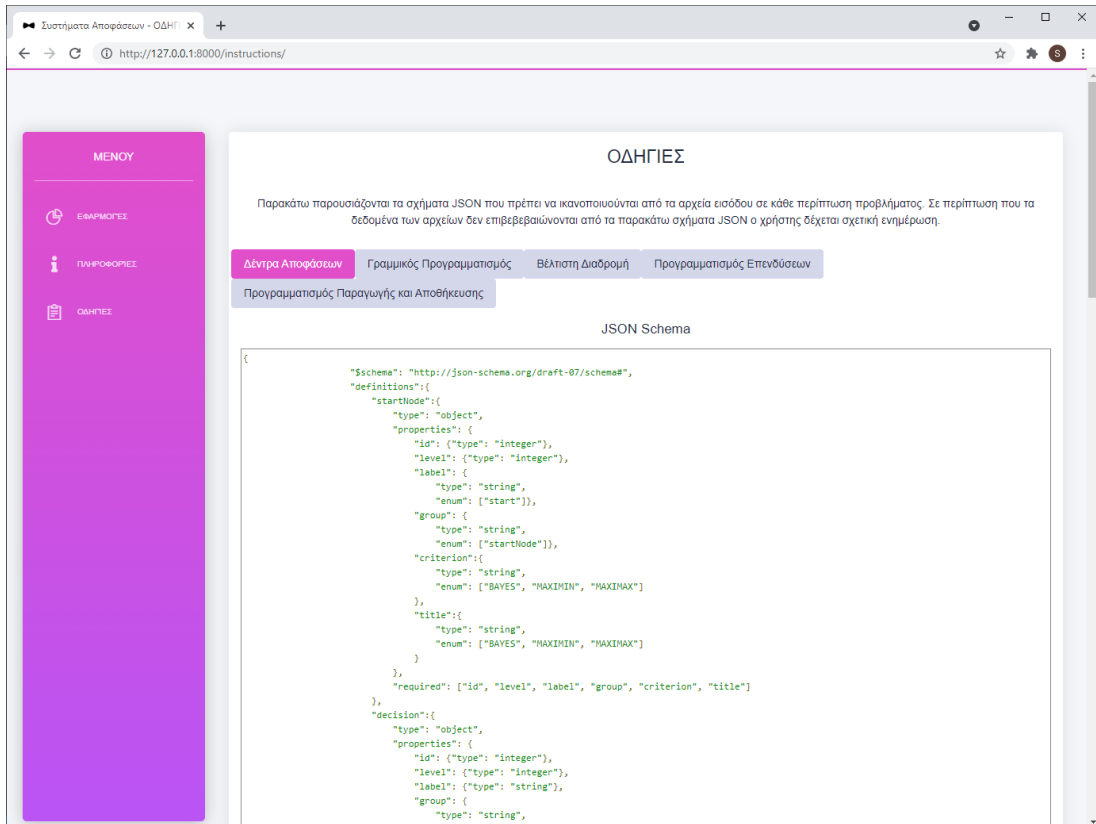 Συστήματα Αποφάσεων - ΟΔΗΓΙ
http://127.0.0.1:8000/instructions/
S
ΜΕΝΟΥ
ΕΦΑΡΜΟΓΕΣ
ΠΛΗΡΟΦΟΡΙΕΣ
ΟΔΗΓΙΕΣ
ΟΔΗΓΙΕΣ
Παρακάτω παρουσιάζονται τα σχήματα JSON που πρέπει να ικανοποιουούνται από τα αρχεία εισόδου σε κάθε περίπτωση προβλήματος. Σε περίπτωση που τα
δεδομένα των αρχείων δεν επιβεβεβαιώνονται από τα παρακάτω σχήματα JSON ο χρήστης δέχεται σχετική ενημέρωση.
Δέντρα Αποφάσεων Γραμμικός Προγραμματισμός Βέλτιστη Διαδρομή Προγραμματισμός Επενδύσεων
Προγραμματισμός Παραγωγής και Αποθήκευσης
JSON Schema
{
"$schema": "http://json-schema.org/draft-07/schema#",
"definitions":{
"startNode":{
"type": "object",
"properties": {
"id": {"type": "integer"},
"level": {"type": "integer"},
"label": {
"type": "string",
"enum": ["start"]},
"group": {
"type": "string",
"enum": ["startNode"]},
"criterion":{
"type": "string",
"enum": ["BAYES", "MAXIMIN", "MAXIMAX"]
},
"title":{
"type": "string",
"enum": ["BAYES", "MAXIMIN", "MAXIMAX"]
}
},
"required": ["id", "level", "label", "group", "criterion", "title"]
},
"decision":{
"type": "object",
"properties": {
"id": {"type": "integer"},
"level": {"type": "integer"},
"label": {"type": "string"},
"group": {
"type": "string",